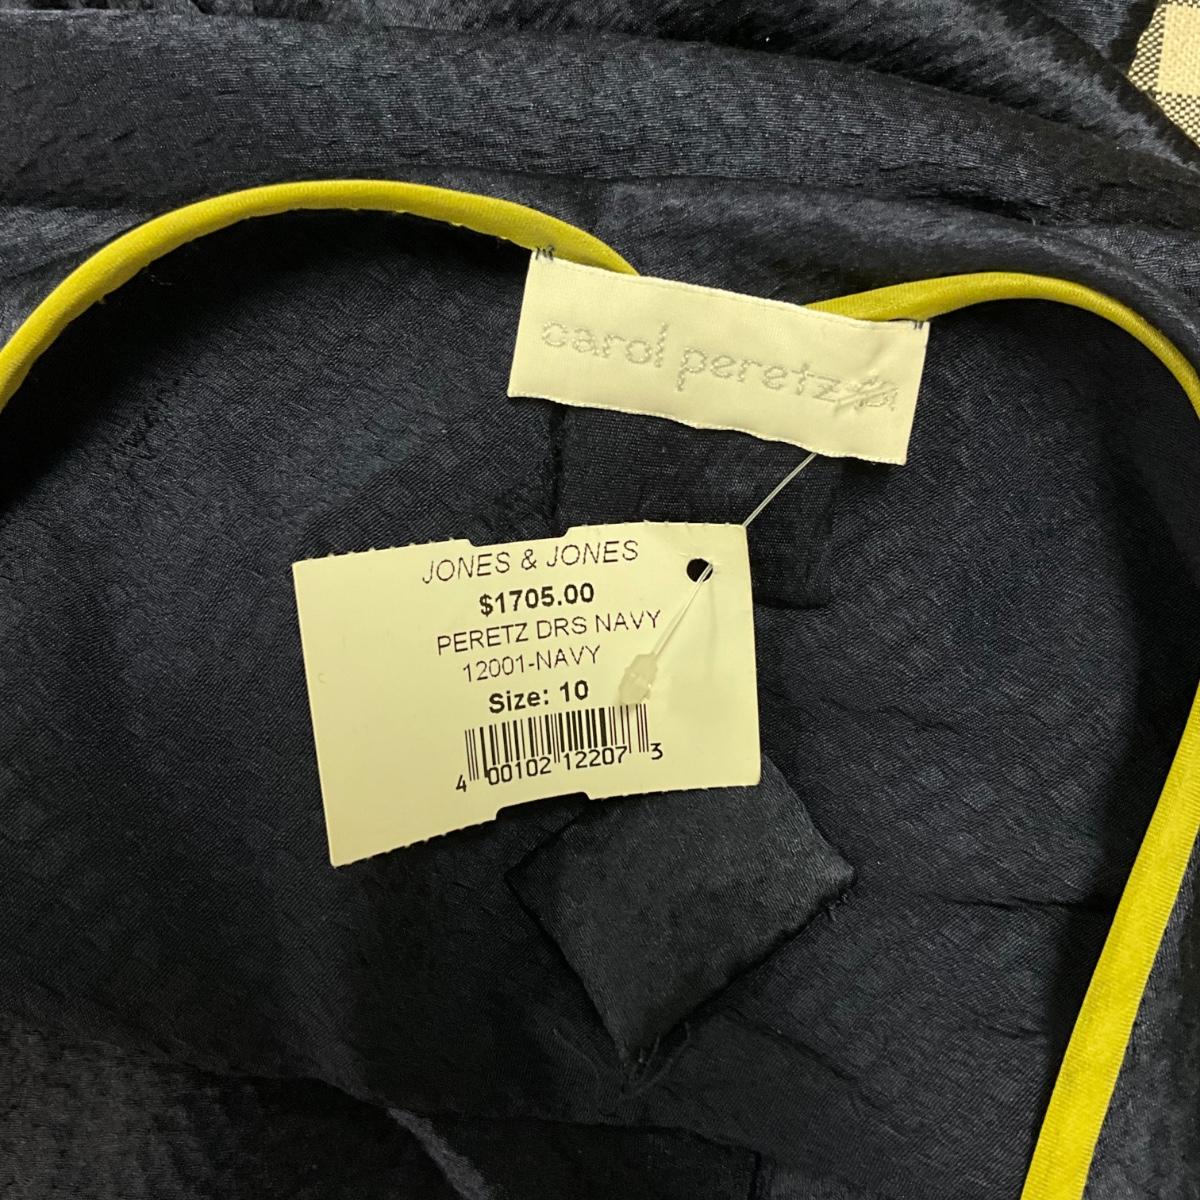 carol peretz
JONES & JONES
$1705.00
PERETZ DRS NAVY
12001-NAVY
Size: 10
4 00102 12207 3